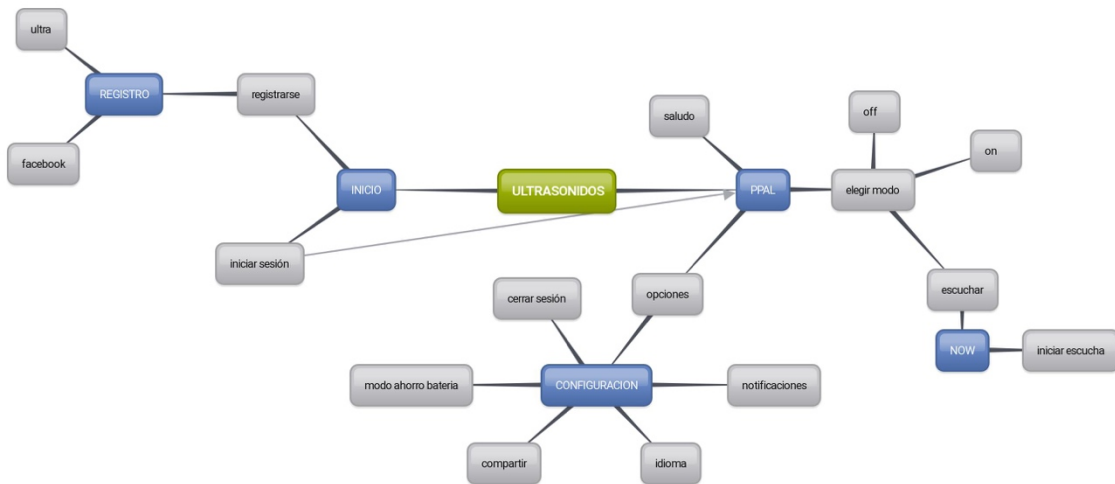 ultra
REGISTRO
registrarse
facebook
INICIO
iniciar sesión
ULTRASONIDOS
saludo
PPAL
off
on
elegir modo
opciones
escuchar
NOW
iniciar escucha
cerrar sesión
modo ahorro bateria
CONFIGURACION
notificaciones
compartir
idioma